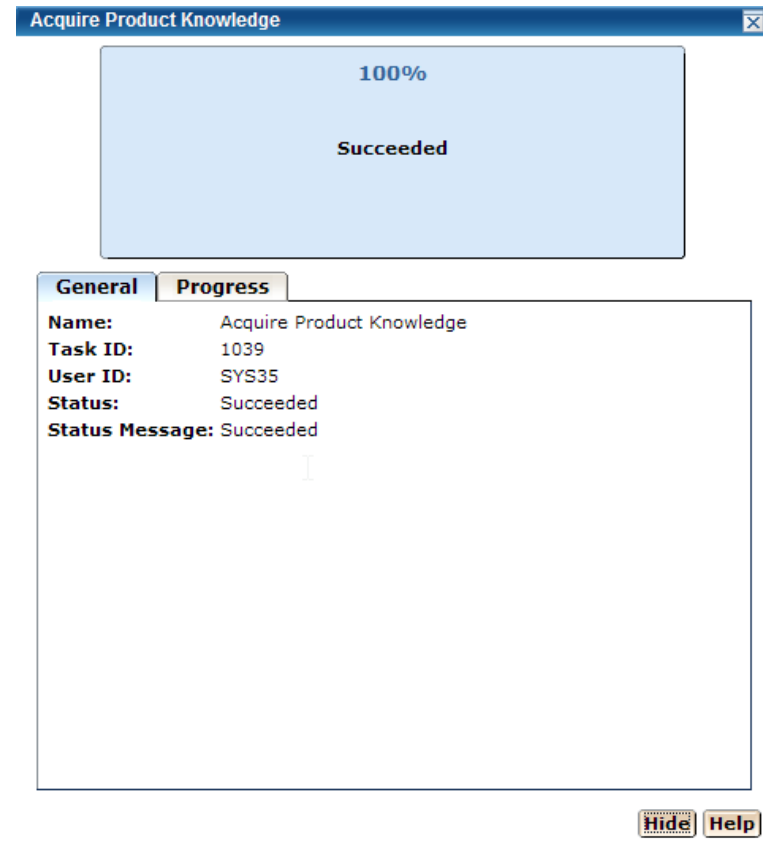 Acquire Product Knowledge
100%
Succeeded
General Progress
Name: Acquire Product Knowledge
Task ID: 1039
User ID: SYS35
Status: Succeeded
Status Message: Succeeded
Hide Help